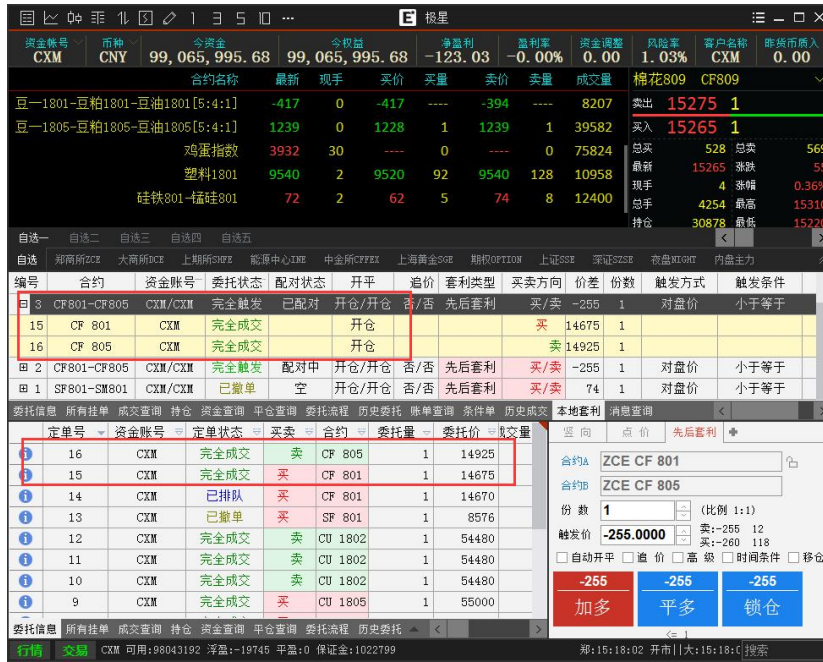 1 3 5 10 ... E 极星
资金帐号 币种 今资金 今权益 净盈利 盈利率 资金调整 风险率 客户名称 昨货币质入
CXM CNY 99,065,995.68 99,065,995.68 -123.03 -0.00% 0.00 1.03% CXM 0.00
合约名称 最新 现手 买价 买量 卖价 卖量 成交量 棉花809 CF809
豆一1801-豆粕1801-豆油1801[5:4:1] -417 0 -417 ---- -394 ---- 8207 卖出 15275 1
豆一1805-豆粕1805-豆油1805[5:4:1] 1239 0 1228 1 1239 1 39582 买入 15265 1
鸡蛋指数 3932 30 ---- 0 ---- 0 75824 总买 528 总卖 569
塑料1801 9540 2 9520 92 9540 128 10958 最新 15265 涨跌 55
硅铁801-锰硅801 72 2 62 5 74 8 12400 现手 4 涨幅 0.36%
总手 4254 最高 15310
持仓 30878 最低 15220
自选一 自选二 自选三 自选四 自选五
自选 郑商所ZCE 大商所DCE 上期所SHFE 能源中心INE 中金所CFFEX 上海黄金SGE 期权OPTION 上证SSE 深证SZSE 夜盘NIGHT 内盘主力
编号 合约 资金账号 委托状态 配对状态 开平 追价 套利类型 买卖方向 价差 份数 触发方式 触发条件
3 CF801-CF805 CXM/CXM 完全触发 已配对 开仓/开仓 否/否 先后套利 买/卖 -255 1 对盘价 小于等于
15 CF 801 CXM 完全成交 开仓 买 14675 1
16 CF 805 CXM 完全成交 开仓 卖 14925 1
2 CF801-CF805 CXM/CXM 完全触发 配对中 开仓/开仓 否/否 先后套利 买/卖 -255 1 对盘价 小于等于
1 SF801-SM801 CXM/CXM 已撤单 空 开仓/开仓 否/否 先后套利 买/卖 74 1 对盘价 小于等于
委托信息 所有挂单 成交查询 持仓 资金查询 平仓查询 委托流程 历史委托 账单查询 条件单 历史成交 本地套利 消息查询
定单号 资金账号 定单状态 买卖 合约 委托量 委托价 成交量
16 CXM 完全成交 卖 CF 805 1 14925
15 CXM 完全成交 买 CF 801 1 14675
14 CXM 已排队 买 CF 801 1 14670
13 CXM 已撤单 买 SF 801 1 8576
12 CXM 完全成交 卖 CU 1802 1 54480
11 CXM 完全成交 卖 CU 1802 1 54480
10 CXM 完全成交 卖 CU 1802 1 54480
9 CXM 完全成交 买 CU 1805 1 55000
竖向 点价 先后套利
合约A ZCE CF 801
合约B ZCE CF 805
份数 1 (比例 1:1)
触发价 -255.0000 卖:-255 12
买:-260 118
自动开平 追价 高级 时间条件 移仓
-255 -255 -255
加多 平多 锁仓
<= 1
委托信息 所有挂单 成交查询 持仓 资金查询 平仓查询 委托流程 历史委托
行情 交易 CXM 可用:98043192 浮盈:-19745 平盈:0 保证金:1022799 郑:15:18:02 开市||大:15:18:0 搜索